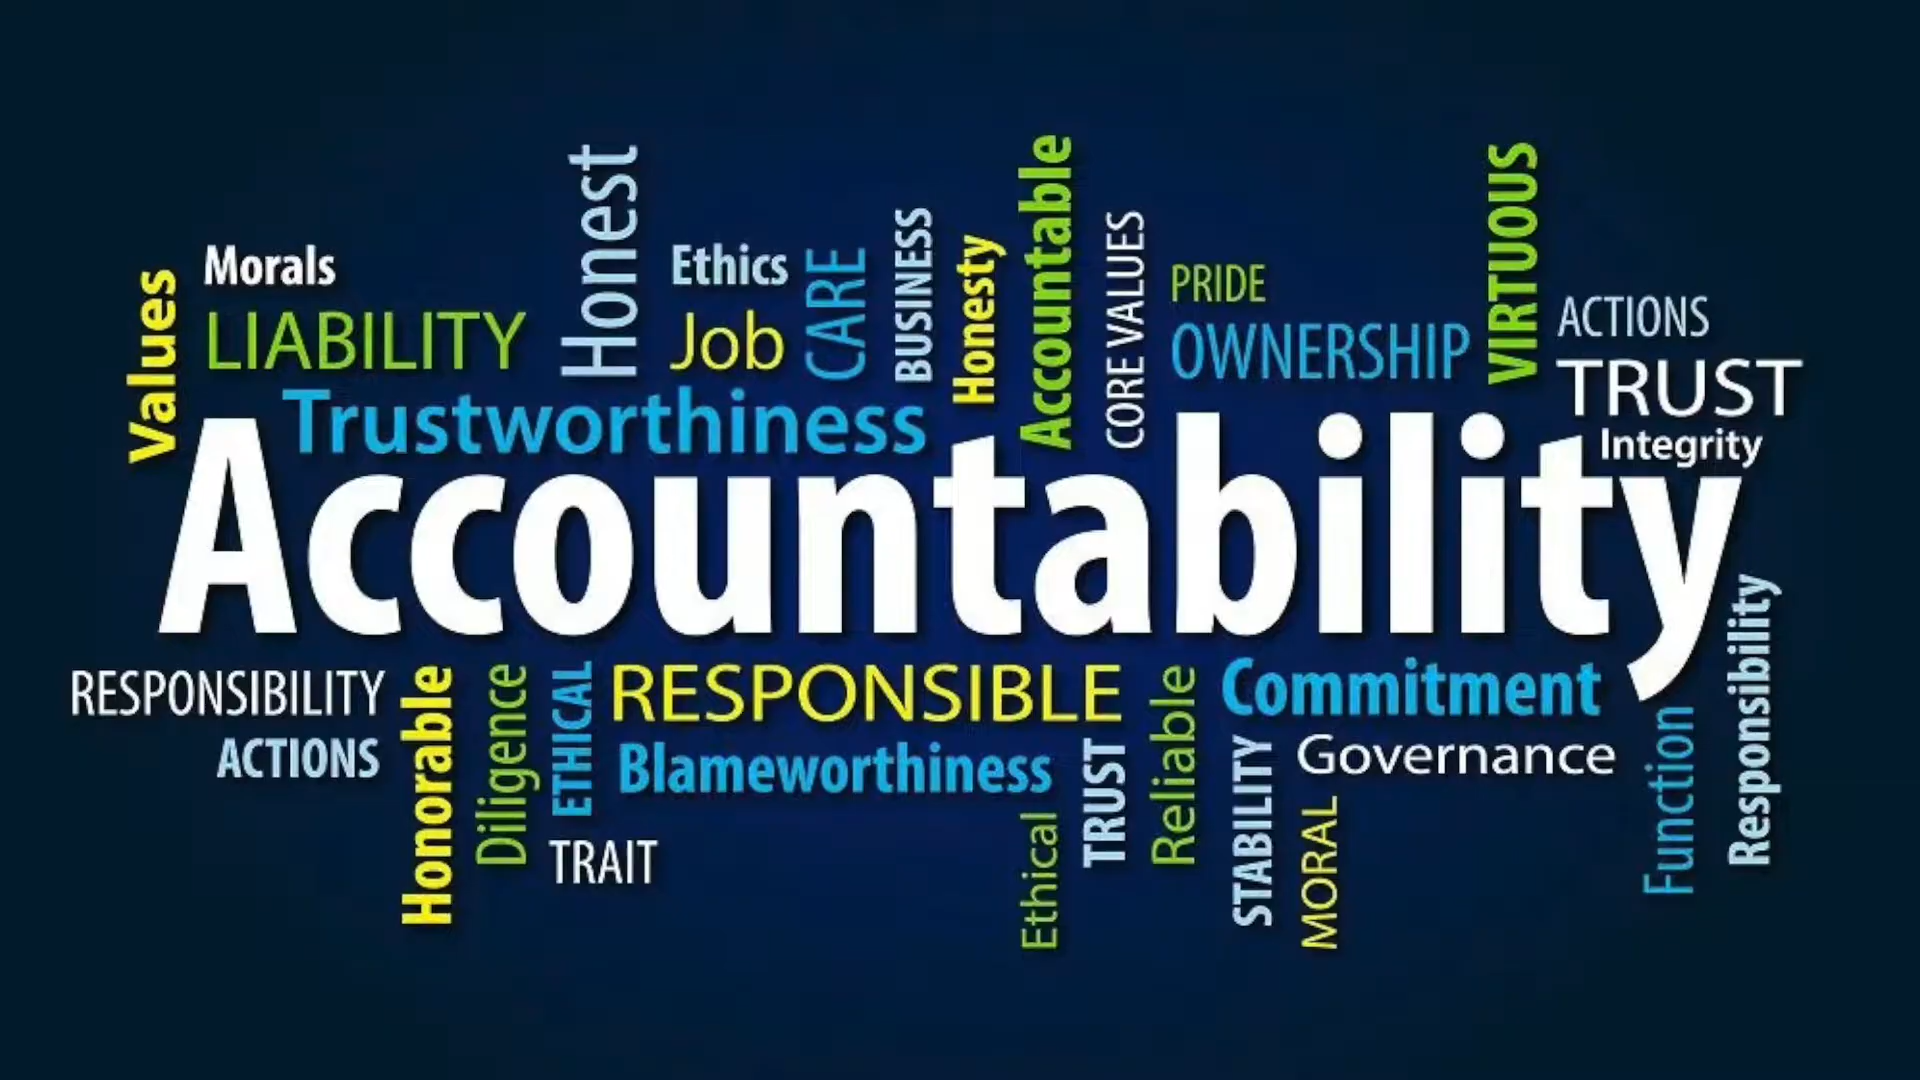 Values
Morals
LIABILITY
Honest
Ethics
Job
CARE
BUSINESS
Honesty
Accountable
CORE VALUES
PRIDE
OWNERSHIP
VIRTUOUS
ACTIONS
TRUST
Integrity
Trustworthiness
Accountability
RESPONSIBILITY
ACTIONS
Honorable
Diligence
ETHICAL
TRAIT
RESPONSIBLE
Blameworthiness
Ethical
TRUST
Reliable
Commitment
Governance
STABILITY
MORAL
Function
Responsibility